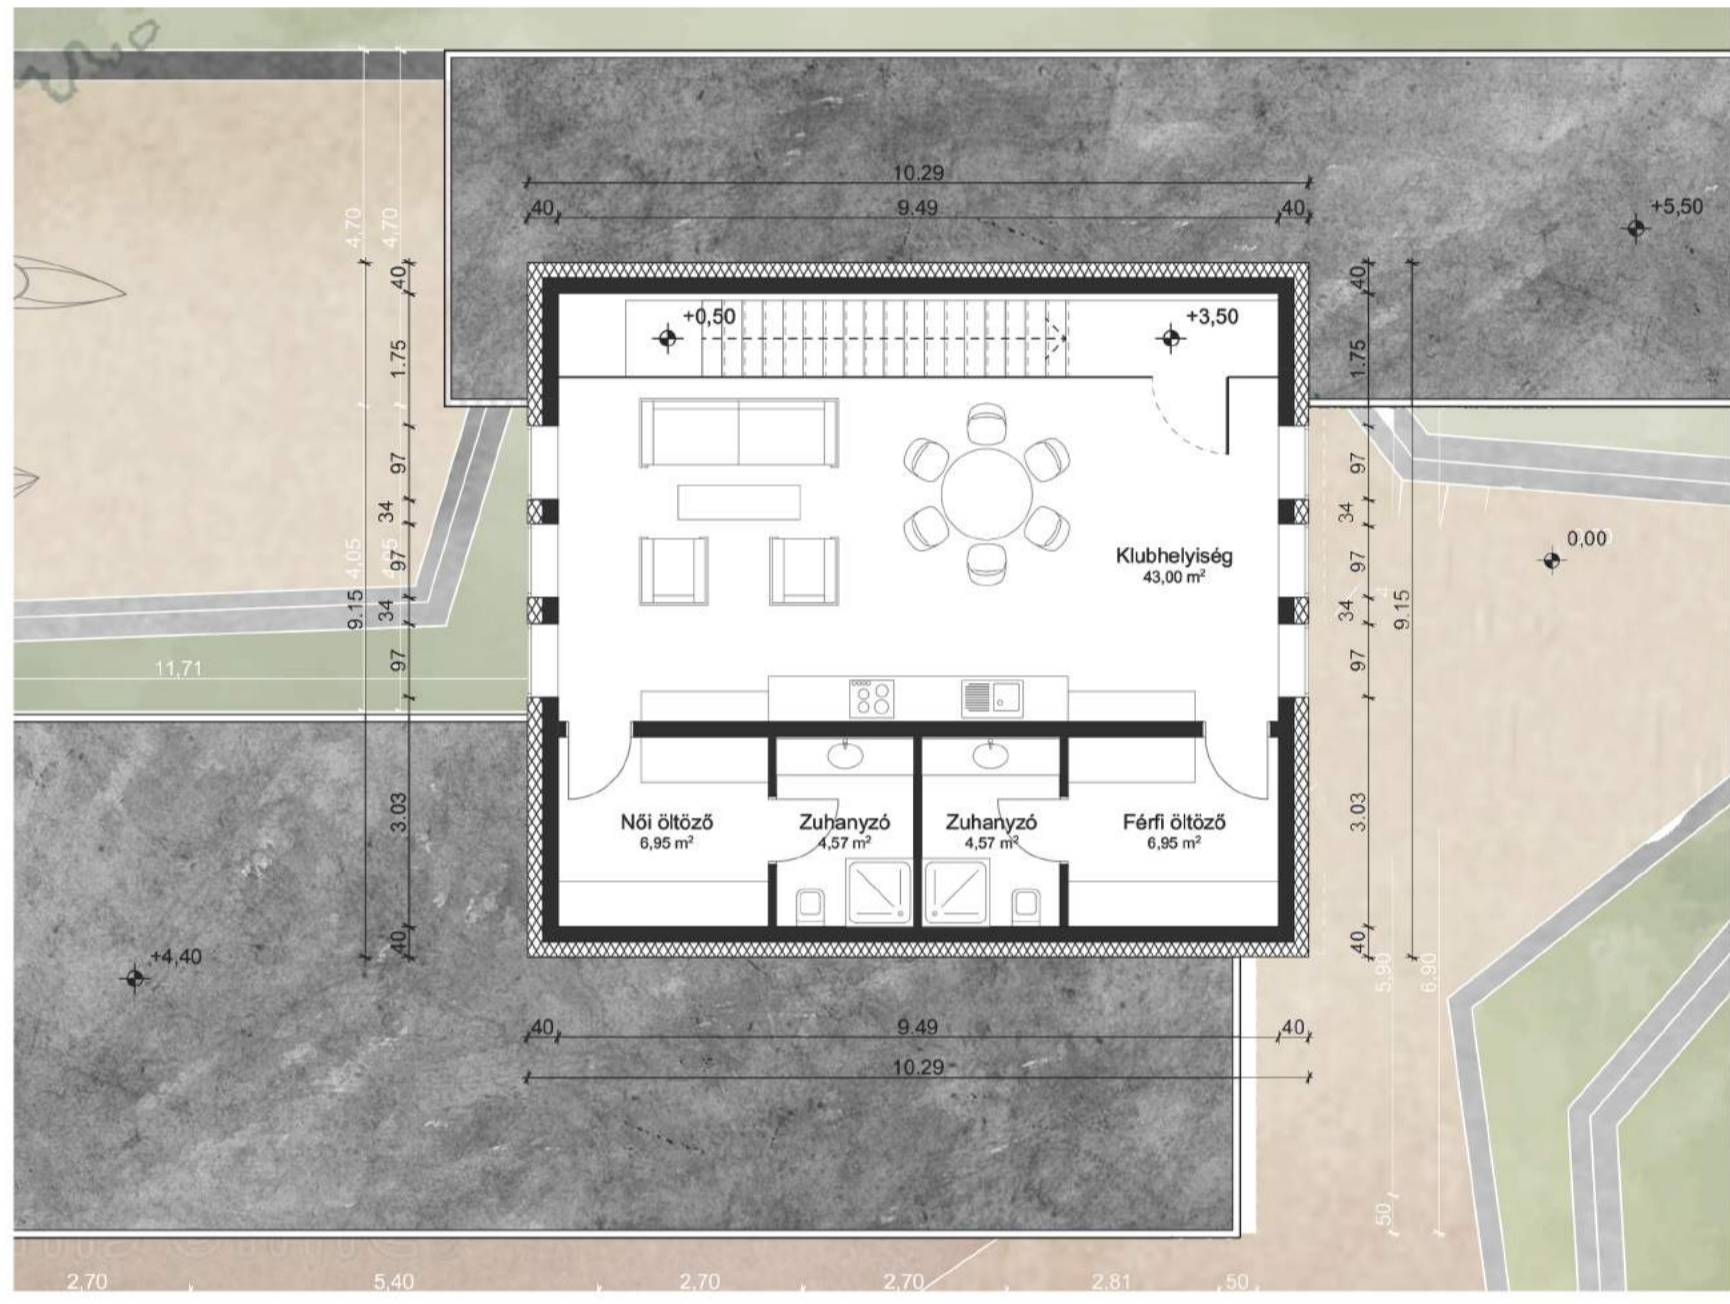 10.29
40 9.49 40
+5,50
4,70 4,70
40 40
+0,50 +3,50
1.75 1.75
97 97
34 34
0,00
Klubhelyiség
43,00 m²
4,05 97 97
9.15 34 34 9.15
11,71 97 97
3.03 3.03
Női öltöző Zuhanyzó Zuhanyzó Férfi öltöző
6,95 m² 4,57 m² 4,57 m² 6,95 m²
40 40
+4,40
5,90 6,90
40 9.49 40
10.29
50
2,70 5,40 2,70 2,70 2,81 50